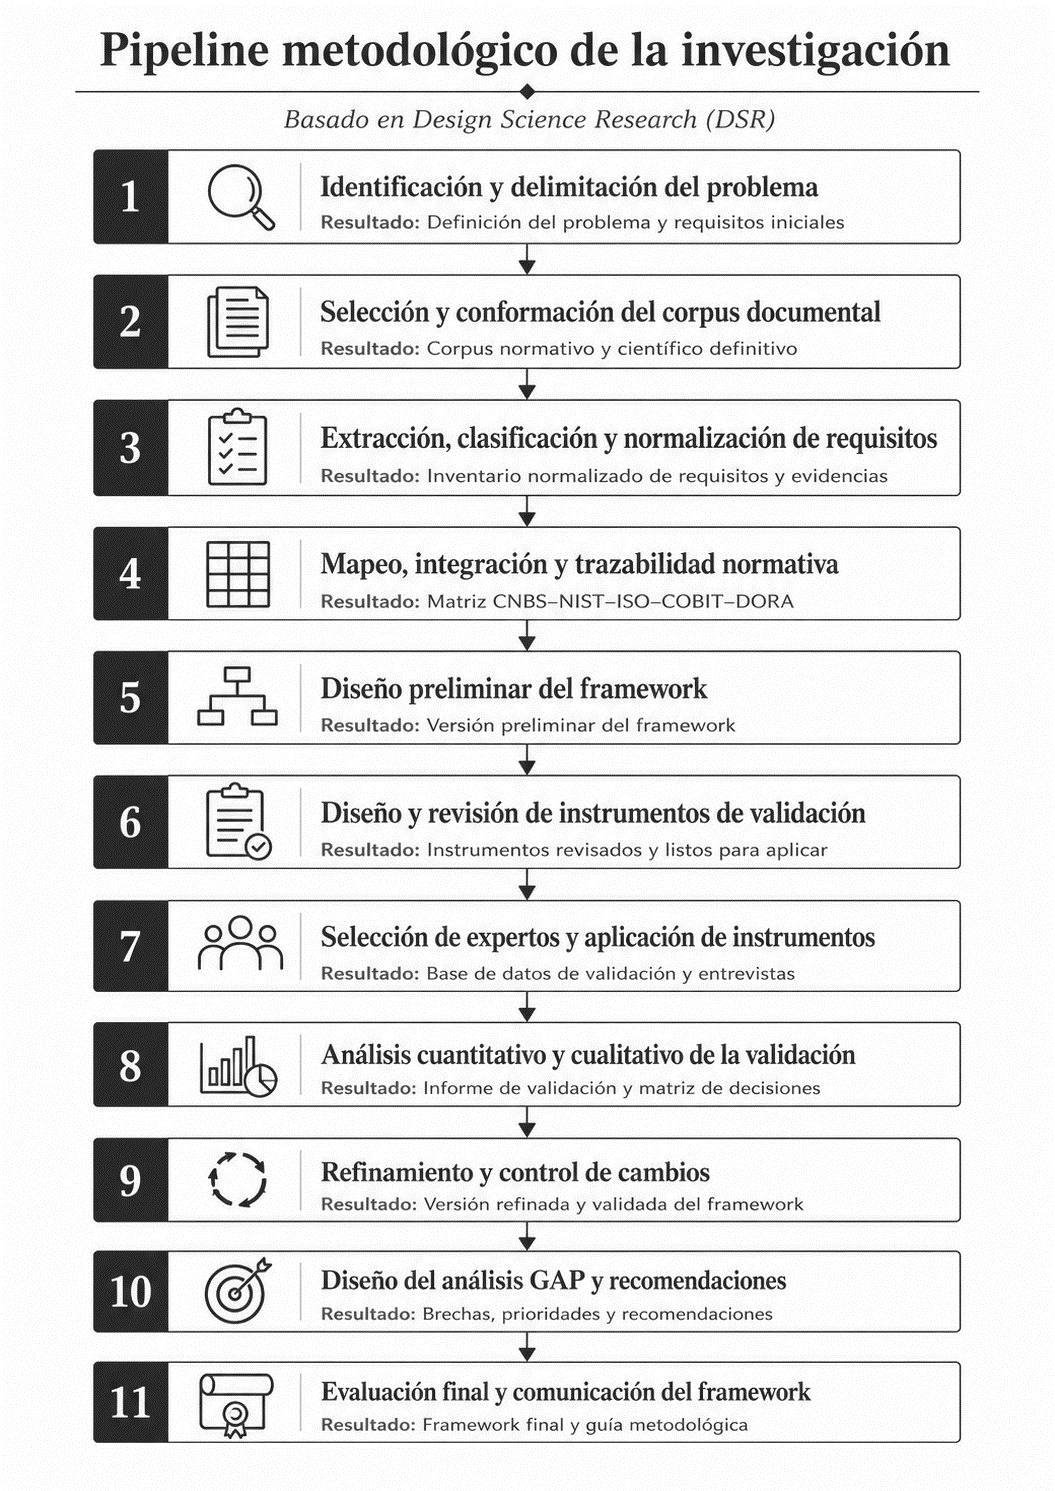 Pipeline metodológico de la investigación
Basado en Design Science Research (DSR)
1
Identificación y delimitación del problema
Resultado: Definición del problema y requisitos iniciales
2
Selección y conformación del corpus documental
Resultado: Corpus normativo y científico definitivo
3
Extracción, clasificación y normalización de requisitos
Resultado: Inventario normalizado de requisitos y evidencias
4
Mapeo, integración y trazabilidad normativa
Resultado: Matriz CNBS–NIST–ISO–COBIT–DORA
5
Diseño preliminar del framework
Resultado: Versión preliminar del framework
6
Diseño y revisión de instrumentos de validación
Resultado: Instrumentos revisados y listos para aplicar
7
Selección de expertos y aplicación de instrumentos
Resultado: Base de datos de validación y entrevistas
8
Análisis cuantitativo y cualitativo de la validación
Resultado: Informe de validación y matriz de decisiones
9
Refinamiento y control de cambios
Resultado: Versión refinada y validada del framework
10
Diseño del análisis GAP y recomendaciones
Resultado: Brechas, prioridades y recomendaciones
11
Evaluación final y comunicación del framework
Resultado: Framework final y guía metodológica